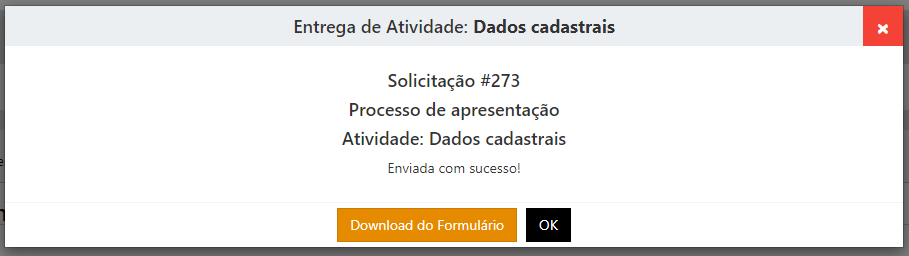 Entrega de Atividade: Dados cadastrais
Solicitação #273
Processo de apresentação
Atividade: Dados cadastrais
Enviada com sucesso!
Download do Formulário
OK